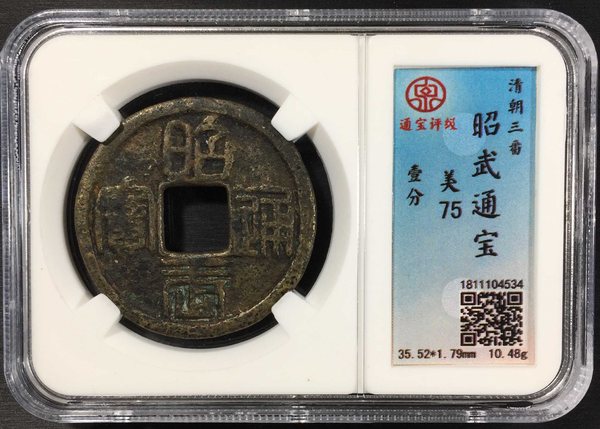 昭武通寶
通宝评级
清朝三番
昭武通宝
美75
壹分
1811104534
35.52*1.79mm 10.48g